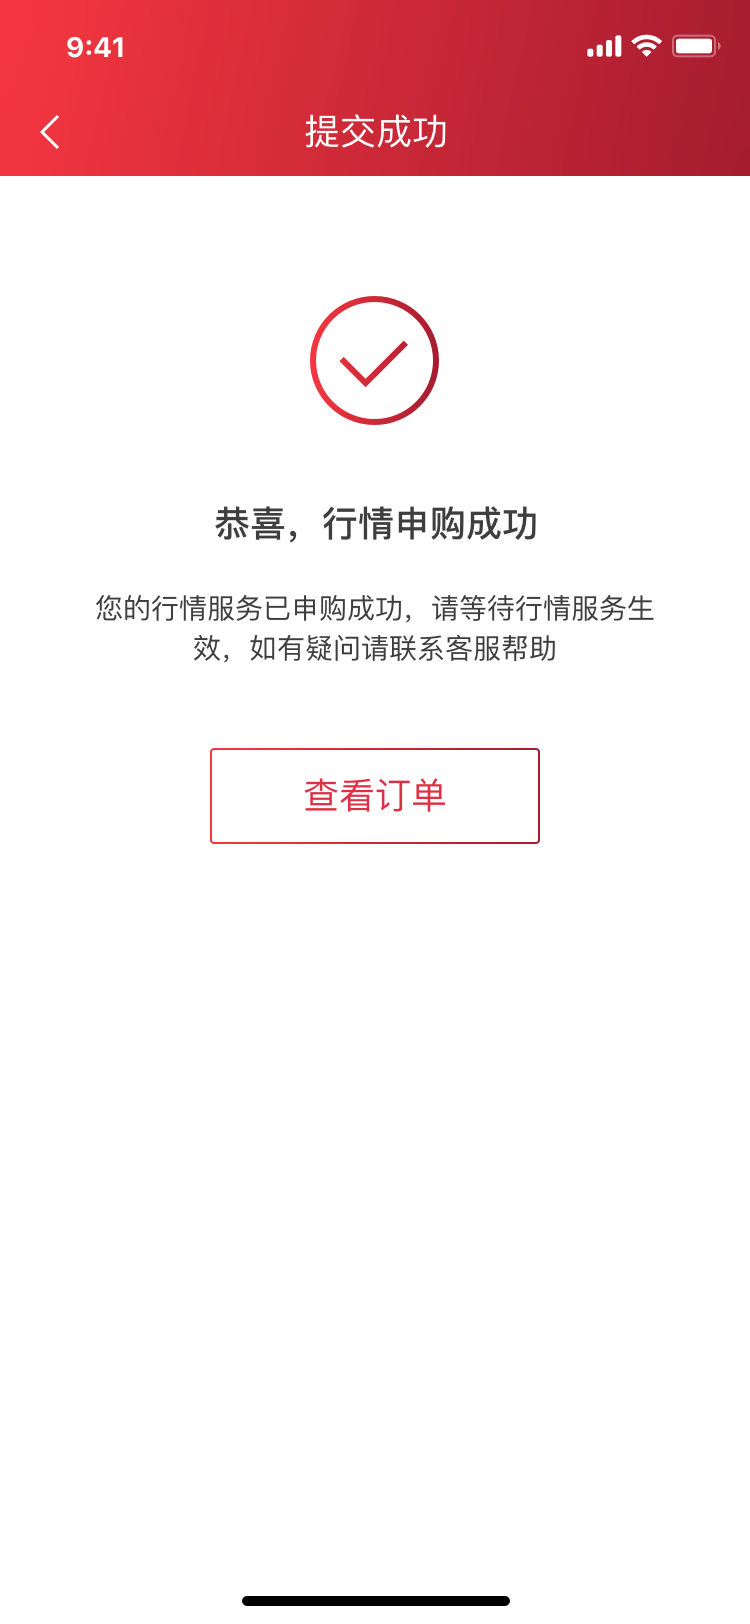 9:41
提交成功
恭喜，行情申购成功
您的行情服务已申购成功，请等待行情服务生
效，如有疑问请联系客服帮助
查看订单